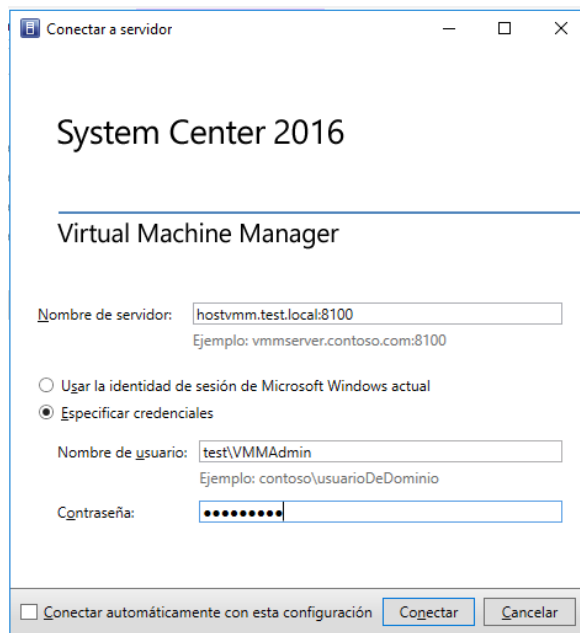 Conectar a servidor
System Center 2016
Virtual Machine Manager
Nombre de servidor: hostvmm.test.local:8100
Ejemplo: vmmserver.contoso.com:8100
Usar la identidad de sesión de Microsoft Windows actual
Especificar credenciales
Nombre de usuario: test\VMMAdmin
Ejemplo: contoso\usuarioDeDominio
Contraseña: ●●●●●●●●●
Conectar automáticamente con esta configuración Conectar Cancelar